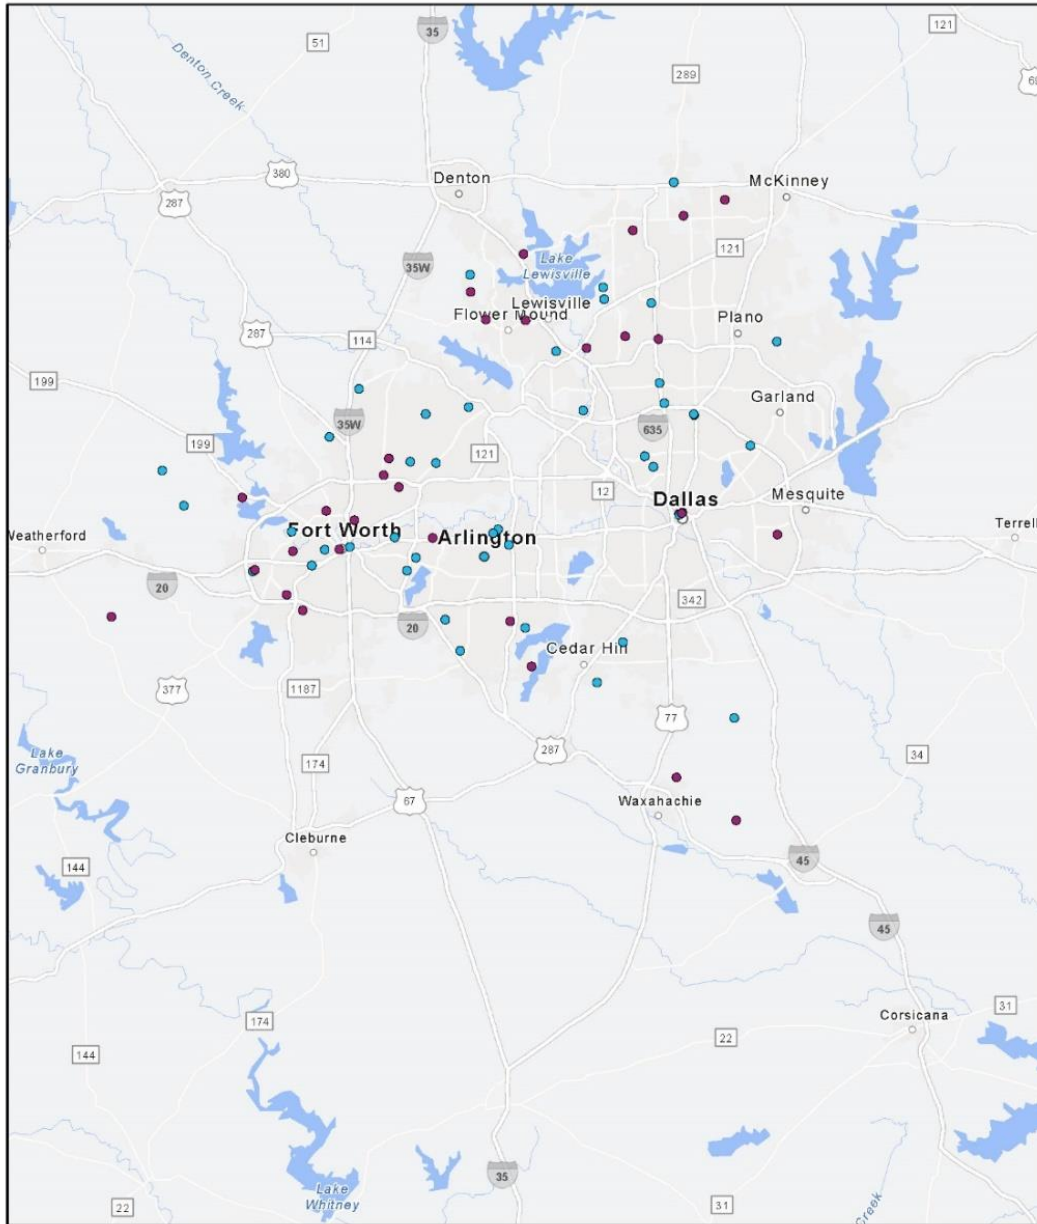 35
121
51
69
289
Denton Creek
380
Denton
McKinney
287
121
35W
Lake
Lewisville
Lewisville
Flower Mound
Plano
287
114
199
Garland
35W
635
199
121
12
Dallas
Mesquite
Fort Worth
Arlington
Terrell
Weatherford
20
342
20
Cedar Hill
377
1187
77
287
34
Lake
Granbury
174
67
Waxahachie
Cleburne
144
45
45
31
Corsicana
174
22
144
35
Lake
Whitney
22
31
Creek